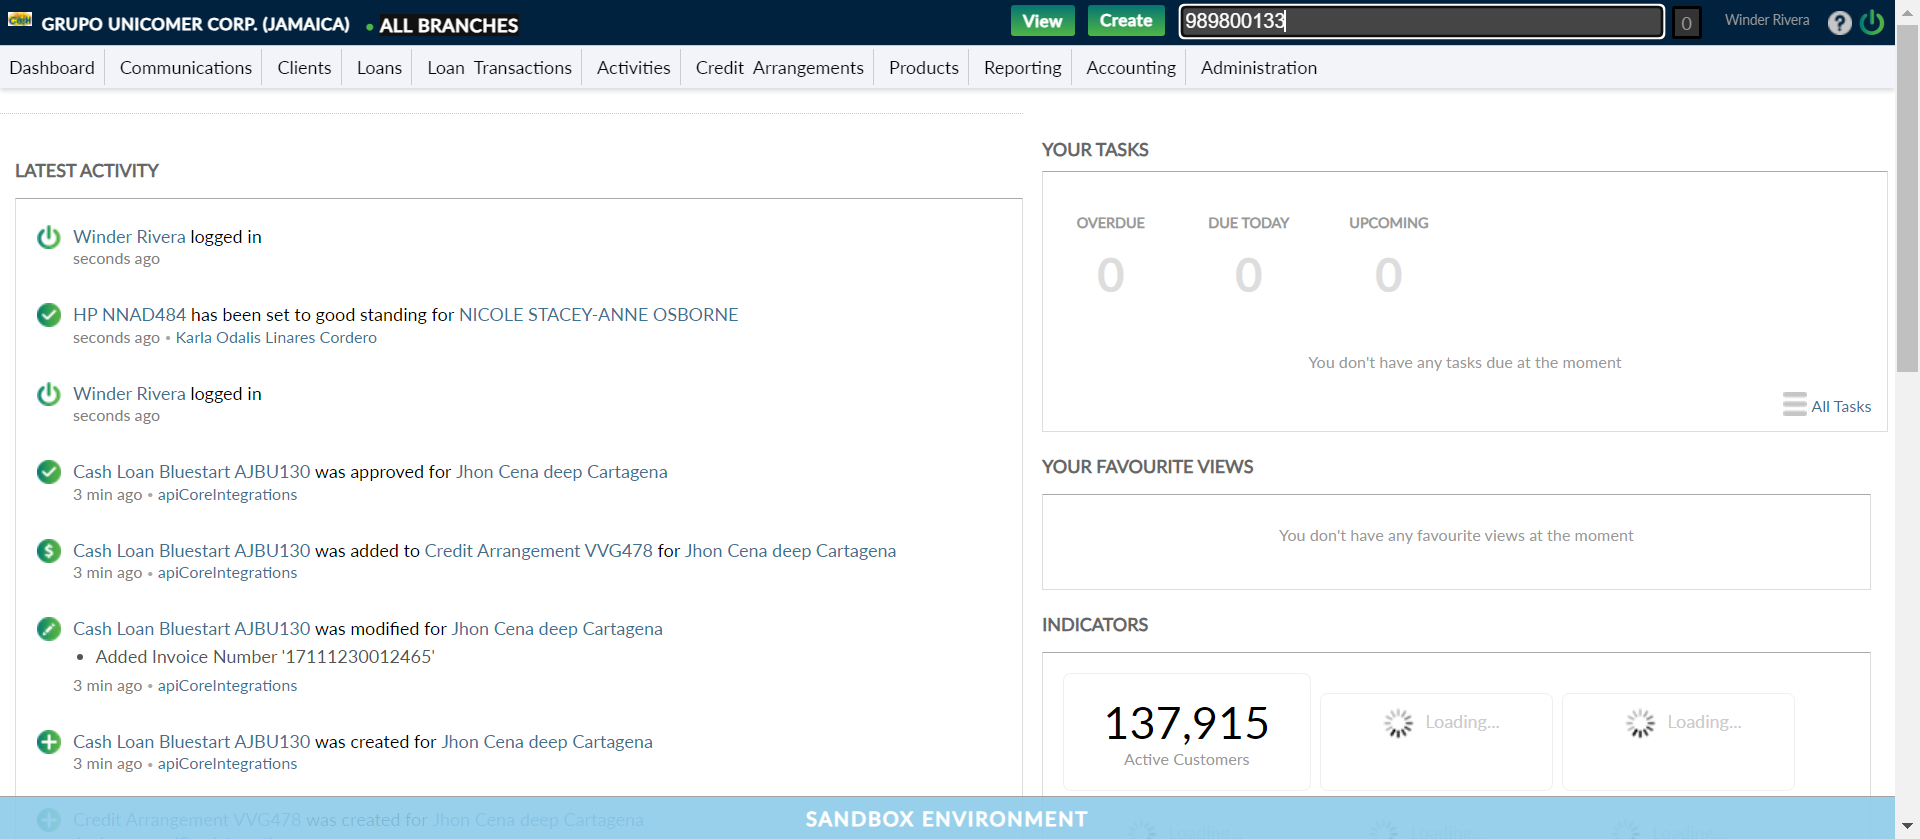 CASH GRUPO UNICOMER CORP. (JAMAICA) • ALL BRANCHES View Create 989800133 0 Winder Rivera ?
Dashboard Communications Clients Loans Loan Transactions Activities Credit Arrangements Products Reporting Accounting Administration
LATEST ACTIVITY
Winder Rivera logged in
seconds ago
HP NNAD484 has been set to good standing for NICOLE STACEY-ANNE OSBORNE
seconds ago • Karla Odalis Linares Cordero
Winder Rivera logged in
seconds ago
Cash Loan Bluestart AJBU130 was approved for Jhon Cena deep Cartagena
3 min ago • apiCoreIntegrations
Cash Loan Bluestart AJBU130 was added to Credit Arrangement VVG478 for Jhon Cena deep Cartagena
3 min ago • apiCoreIntegrations
Cash Loan Bluestart AJBU130 was modified for Jhon Cena deep Cartagena
• Added Invoice Number '17111230012465'
3 min ago • apiCoreIntegrations
Cash Loan Bluestart AJBU130 was created for Jhon Cena deep Cartagena
3 min ago • apiCoreIntegrations
Credit Arrangement VVG478 was created for Jhon Cena deep Cartagena
YOUR TASKS
OVERDUE DUE TODAY UPCOMING
0 0 0
You don't have any tasks due at the moment
All Tasks
YOUR FAVOURITE VIEWS
You don't have any favourite views at the moment
INDICATORS
137,915
Active Customers
Loading...
Loading...
Loading... Loading... Loading...
SANDBOX ENVIRONMENT